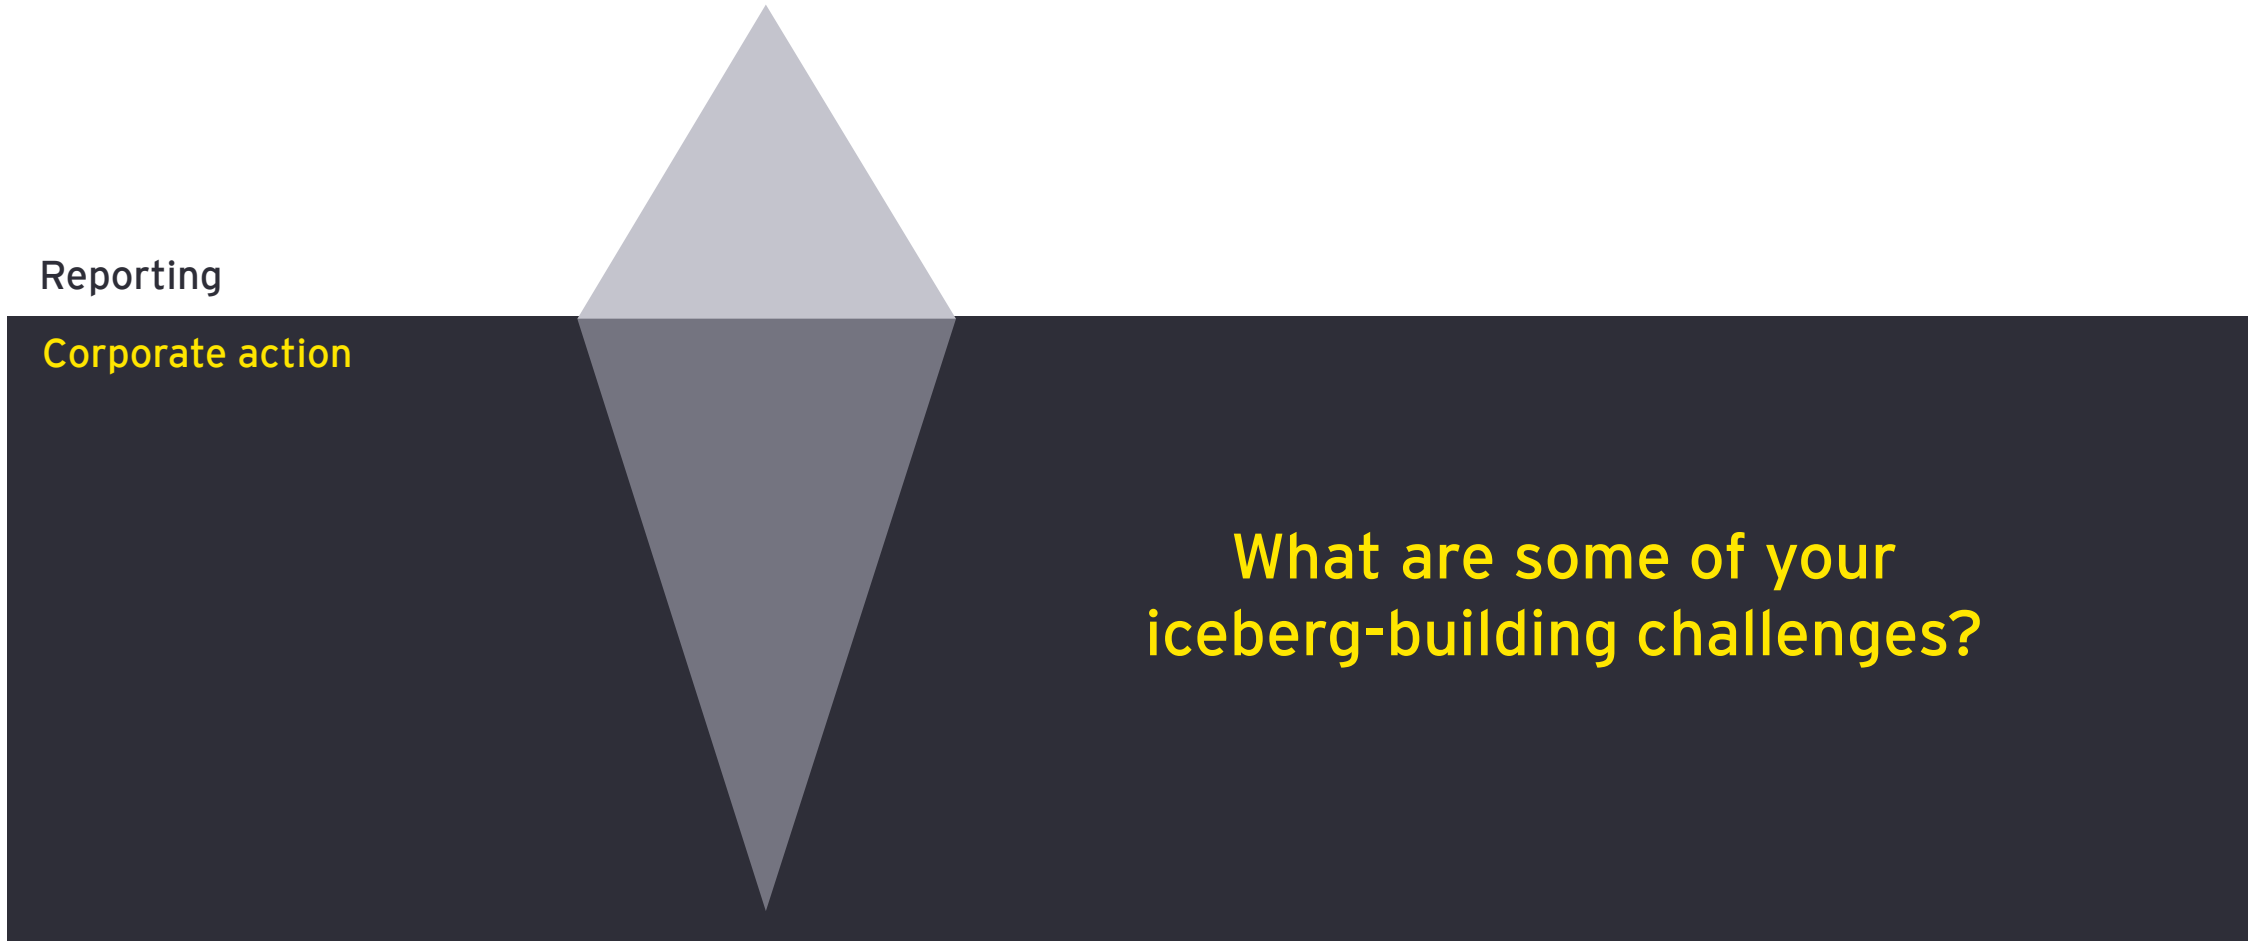 Reporting
Corporate action
What are some of your
iceberg-building challenges?